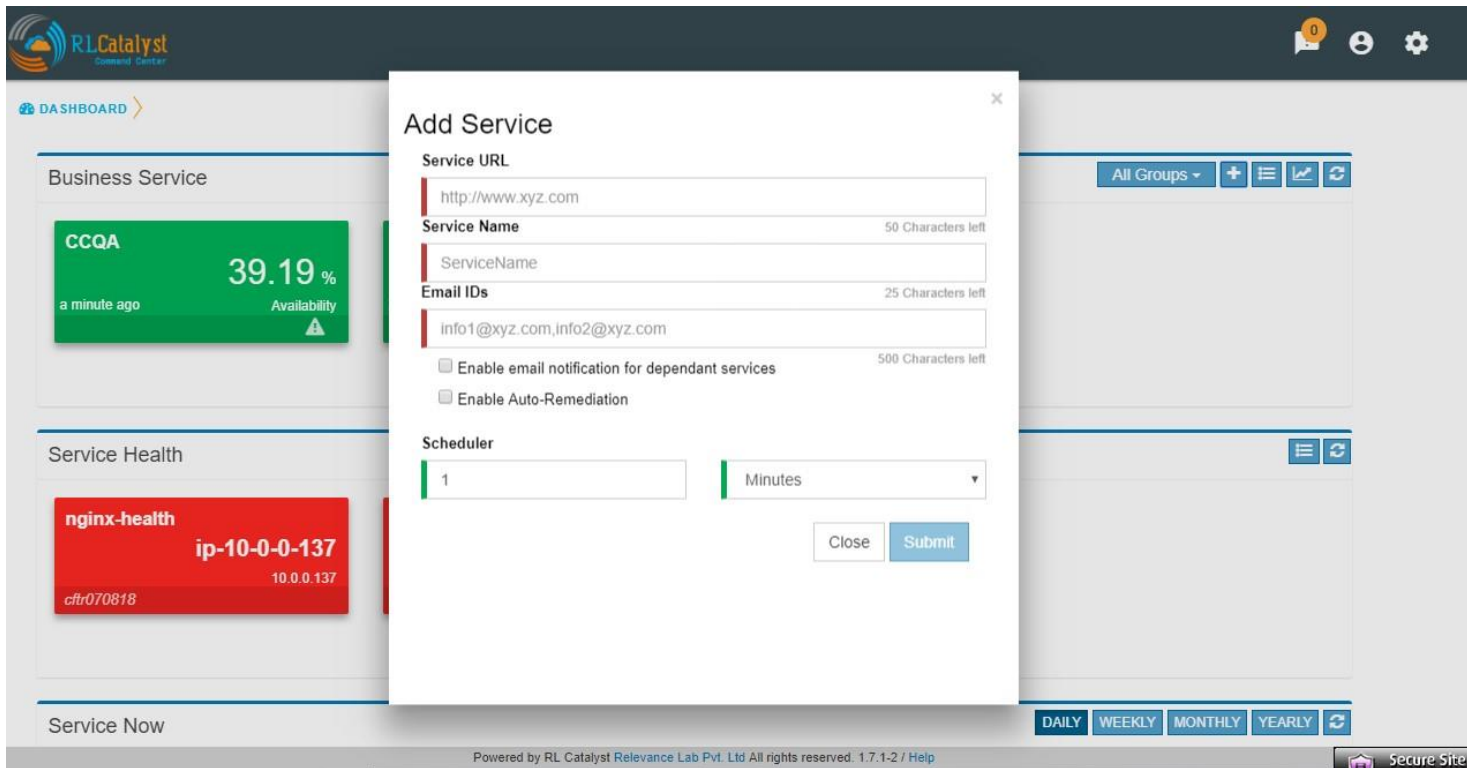 RLCatalyst
Command Center
0
DASHBOARD
Business Service
All Groups
CCQA
39.19 %
a minute ago
Availability
Service Health
nginx-health
ip-10-0-0-137
10.0.0.137
cftr070818
Service Now
DAILY WEEKLY MONTHLY YEARLY
×
Add Service
Service URL
http://www.xyz.com
Service Name
50 Characters left
ServiceName
Email IDs
25 Characters left
info1@xyz.com,info2@xyz.com
500 Characters left
Enable email notification for dependant services
Enable Auto-Remediation
Scheduler
1
Minutes
Close
Submit
Powered by RL Catalyst Relevance Lab Pvt. Ltd All rights reserved. 1.7.1-2 / Help
Secure Site